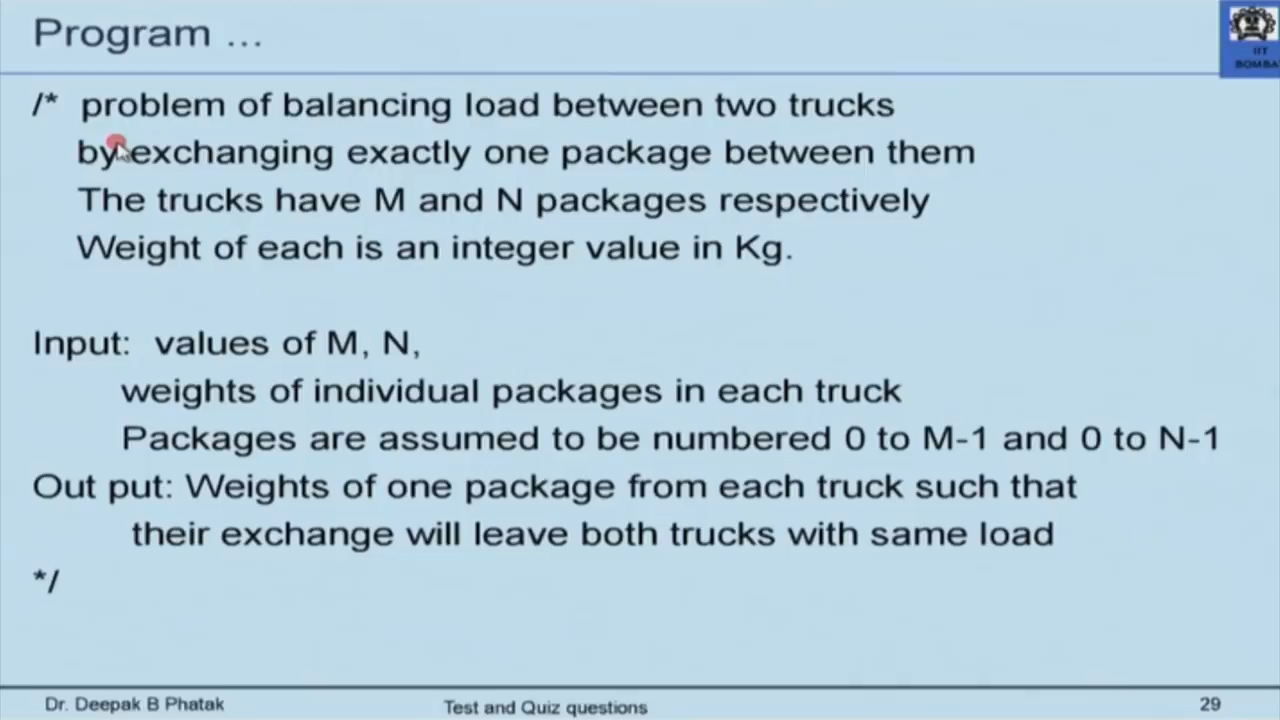 Program ...
IIT
BOMBA
/* problem of balancing load between two trucks
by exchanging exactly one package between them
The trucks have M and N packages respectively
Weight of each is an integer value in Kg.
Input: values of M, N,
weights of individual packages in each truck
Packages are assumed to be numbered 0 to M-1 and 0 to N-1
Out put: Weights of one package from each truck such that
their exchange will leave both trucks with same load
*/
Dr. Deepak B Phatak
Test and Quiz questions
29